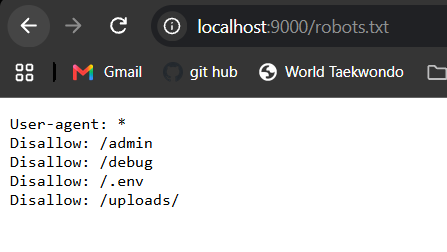 localhost:9000/robots.txt
Gmail
git hub
World Taekwondo
User-agent: *
Disallow: /admin
Disallow: /debug
Disallow: /.env
Disallow: /uploads/